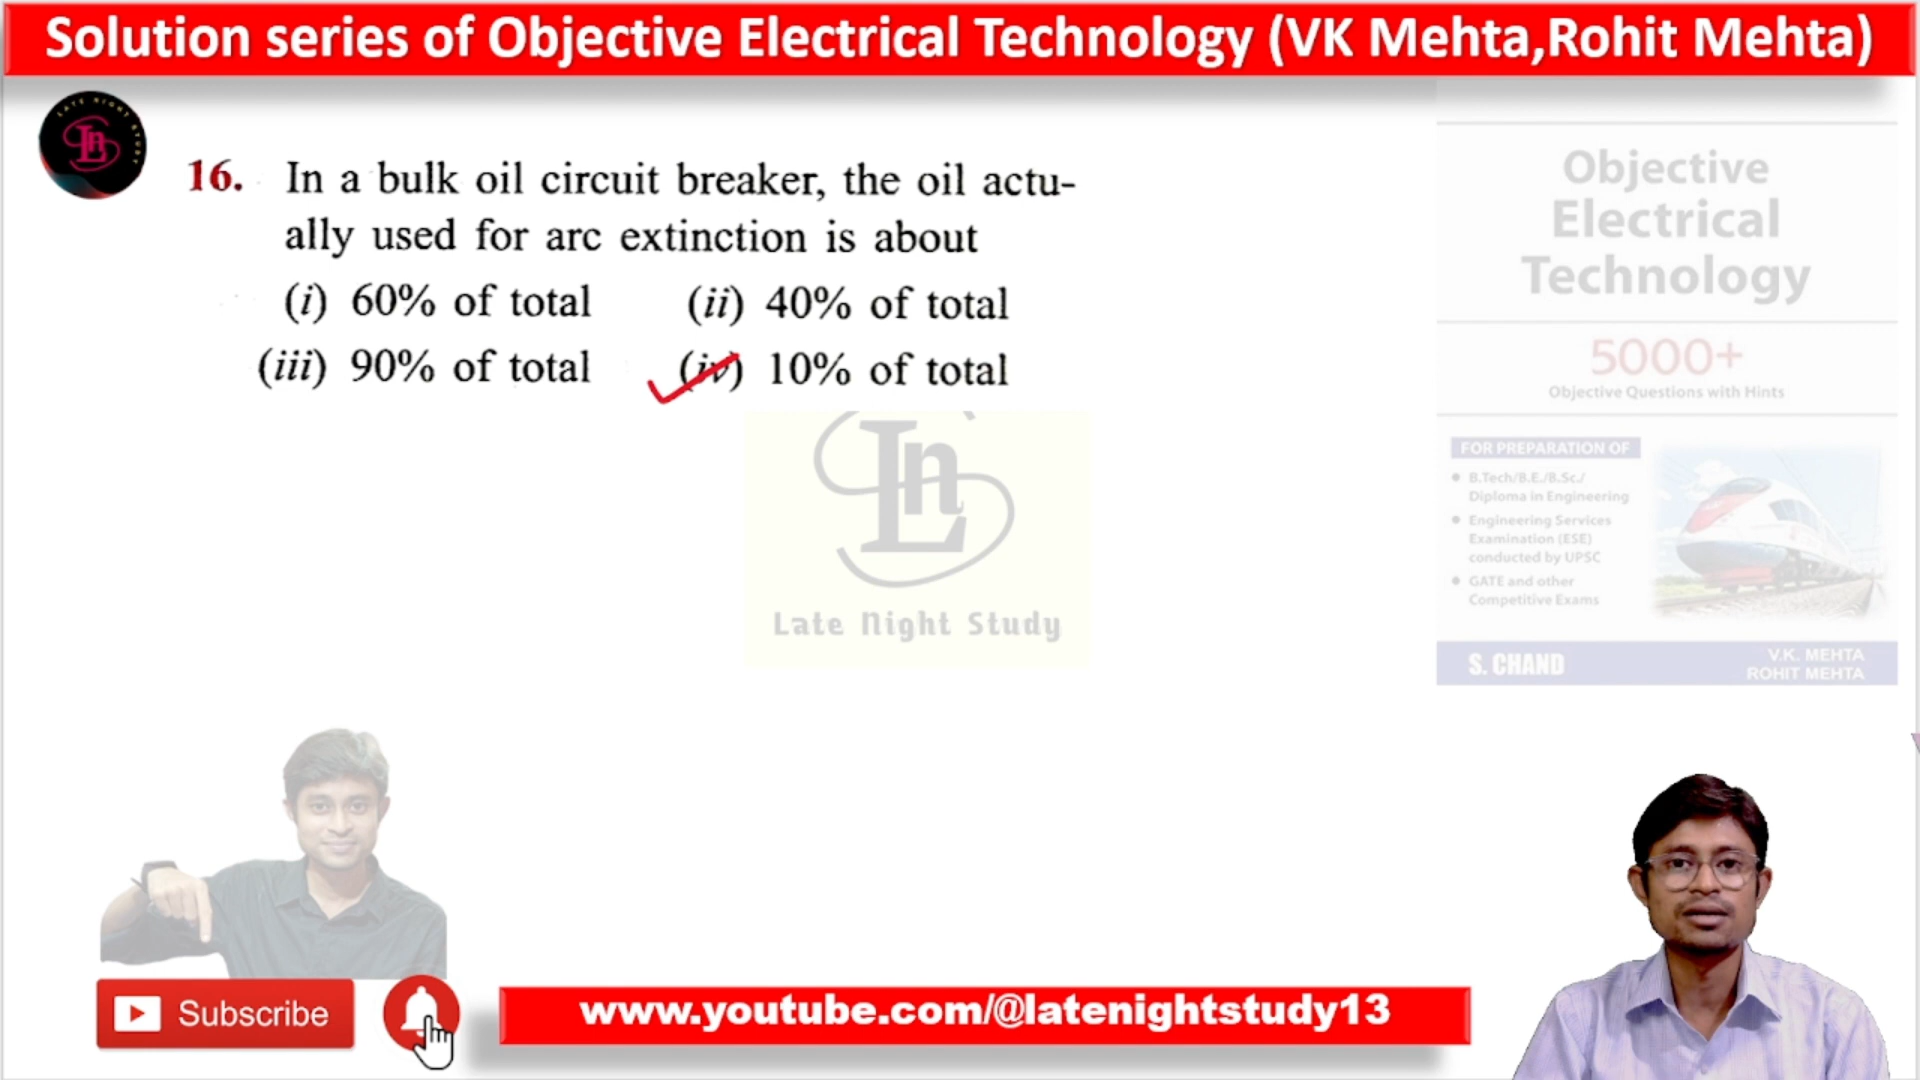 Solution series of Objective Electrical Technology (VK Mehta,Rohit Mehta)
LATE NIGHT STUDY
16. In a bulk oil circuit breaker, the oil actu-
ally used for arc extinction is about
(i) 60% of total (ii) 40% of total
(iii) 90% of total (iv) 10% of total
Late Night Study
Objective
Electrical
Technology
5000+
Objective Questions with Hints
FOR PREPARATION OF
• B.Tech/B.E./B.Sc./
Diploma in Engineering
• Engineering Services
Examination (ESE)
conducted by UPSC
• GATE and other
Competitive Exams
S. CHAND
V.K. MEHTA
ROHIT MEHTA
Subscribe
www.youtube.com/@latenightstudy13